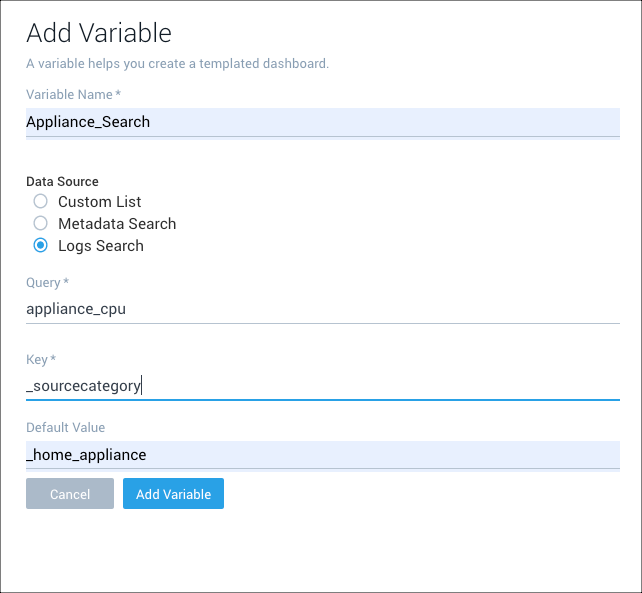 Add Variable
A variable helps you create a templated dashboard.
Variable Name *
Appliance_Search
Data Source
Custom List
Metadata Search
Logs Search
Query *
appliance_cpu
Key *
_sourcecategory
Default Value
_home_appliance
Cancel Add Variable